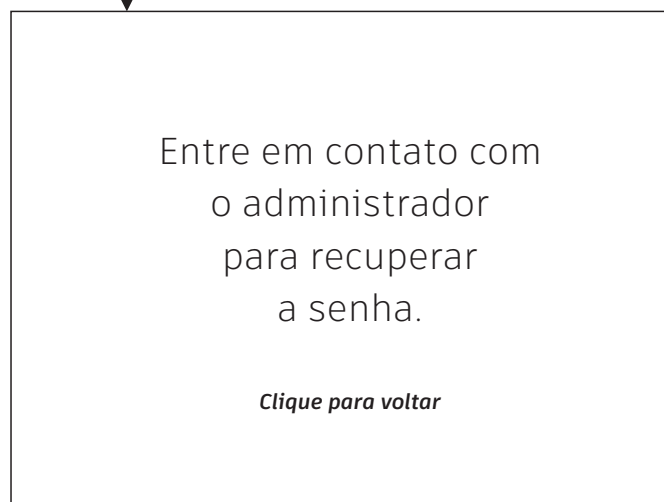 Entre em contato com
o administrador
para recuperar
a senha.
Clique para voltar